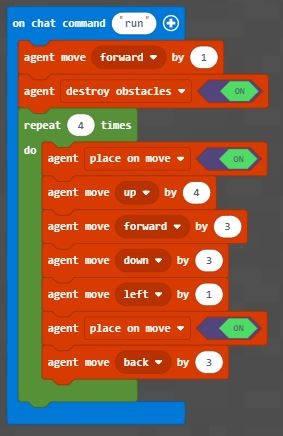 on chat command "run"
agent move forward by 1
agent destroy obstacles ON
repeat 4 times
do
agent place on move ON
agent move up by 4
agent move forward by 3
agent move down by 3
agent move left by 1
agent place on move ON
agent move back by 3